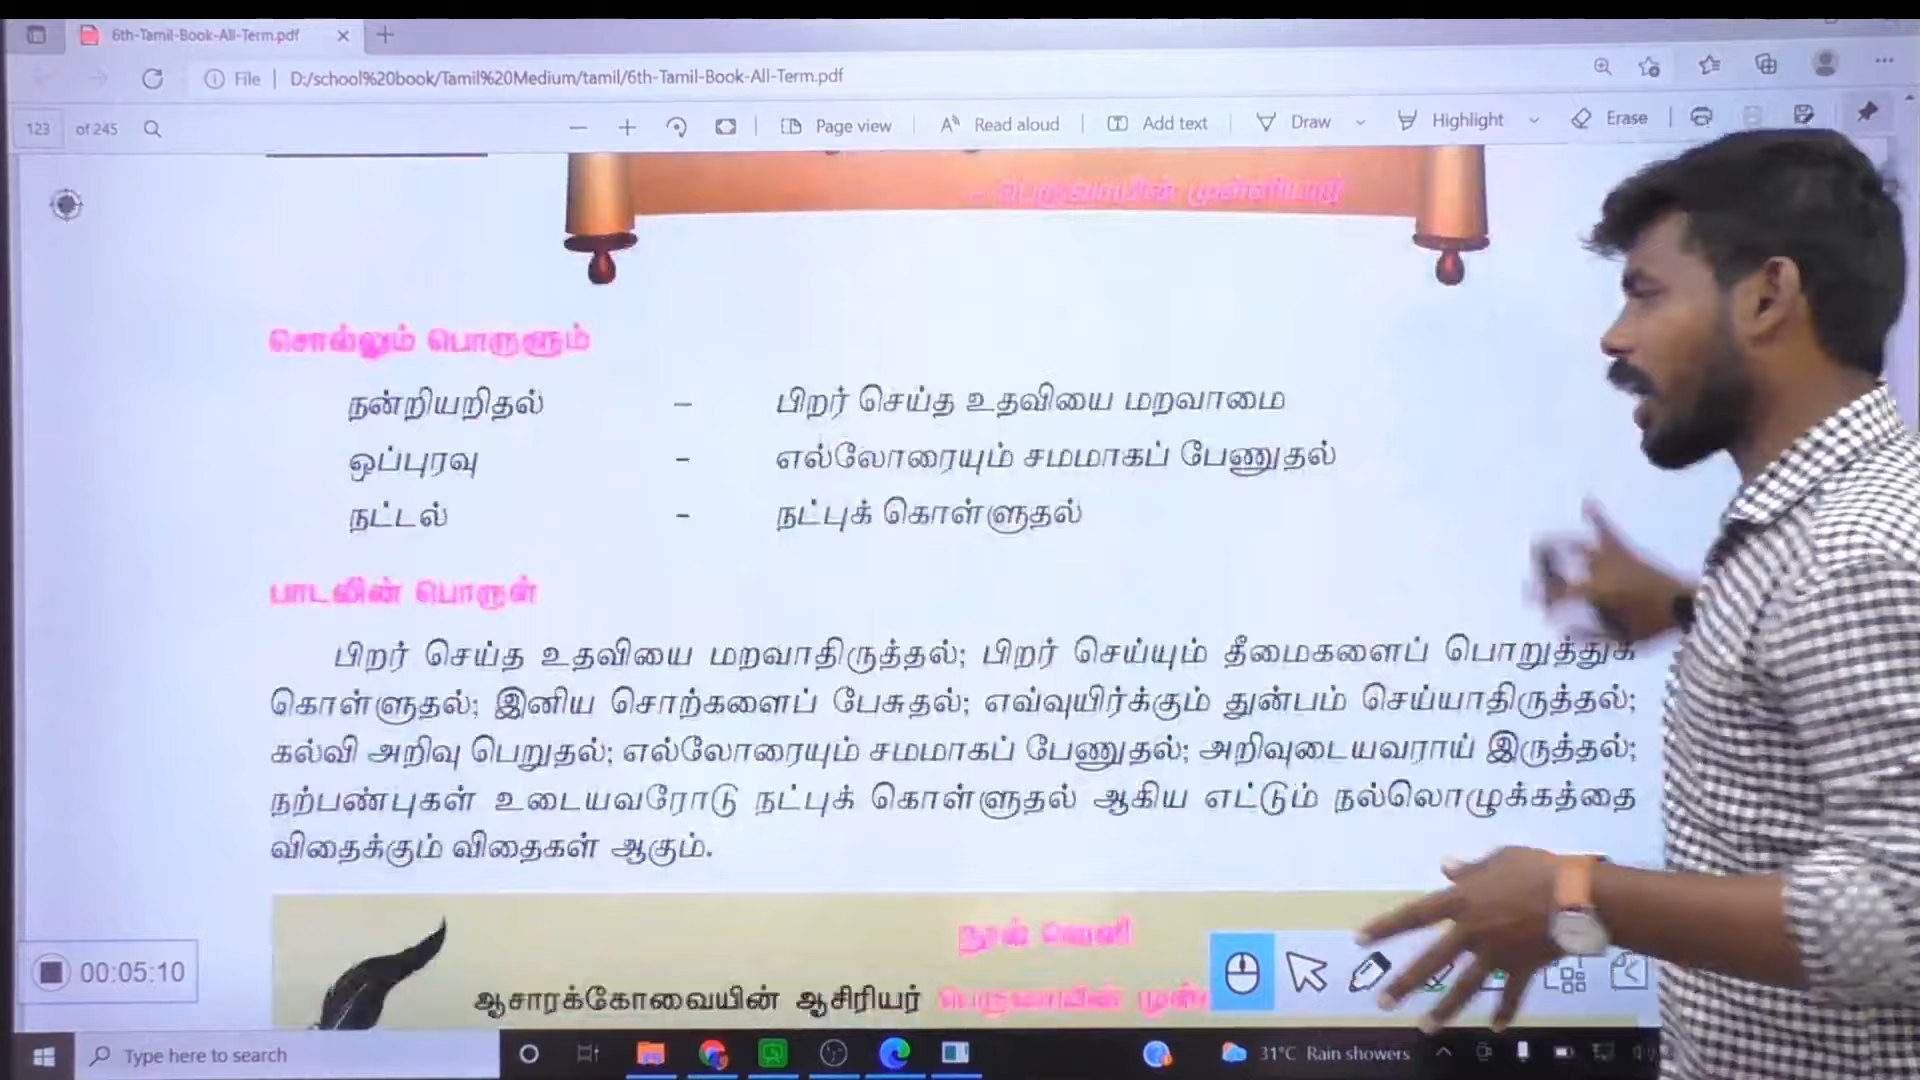 6th-Tamil-Book-All-Term.pdf
File | D:/school%20book/Tamil%20Medium/tamil/6th-Tamil-Book-All-Term.pdf
123 of 245 Page view Read aloud Add text Draw Highlight Erase
– பெருவாயின் முள்ளியார்
சொல்லும் பொருளும்
நன்றியறிதல் – பிறர் செய்த உதவியை மறவாமை
ஒப்புரவு - எல்லோரையும் சமமாகப் பேணுதல்
நட்டல் - நட்புக் கொள்ளுதல்
பாடலின் பொருள்
பிறர் செய்த உதவியை மறவாதிருத்தல்; பிறர் செய்யும் தீமைகளைப் பொறுத்துக்
கொள்ளுதல்; இனிய சொற்களைப் பேசுதல்; எவ்வுயிர்க்கும் துன்பம் செய்யாதிருத்தல்;
கல்வி அறிவு பெறுதல்; எல்லோரையும் சமமாகப் பேணுதல்; அறிவுடையவராய் இருத்தல்;
நற்பண்புகள் உடையவரோடு நட்புக் கொள்ளுதல் ஆகிய எட்டும் நல்லொழுக்கத்தை
விதைக்கும் விதைகள் ஆகும்.
நூல் வெளி
00:05:10
ஆசாரக்கோவையின் ஆசிரியர் பெருவாயின்
Type here to search
31°C Rain showers